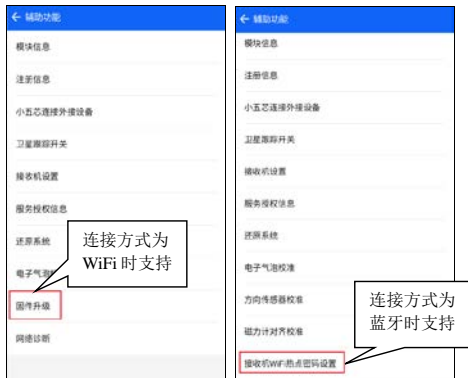 ← 辅助功能
模块信息
注册信息
小五芯连接外接设备
卫星跟踪开关
接收机设置
服务授权信息
还原系统
电子气泡
固件升级
网络诊断
连接方式为
WiFi 时支持
← 辅助功能
模块信息
注册信息
小五芯连接外接设备
卫星跟踪开关
接收机设置
服务授权信息
还原系统
电子气泡校准
方向传感器校准
磁力计对齐校准
接收机WiFi热点密码设置
连接方式为
蓝牙时支持